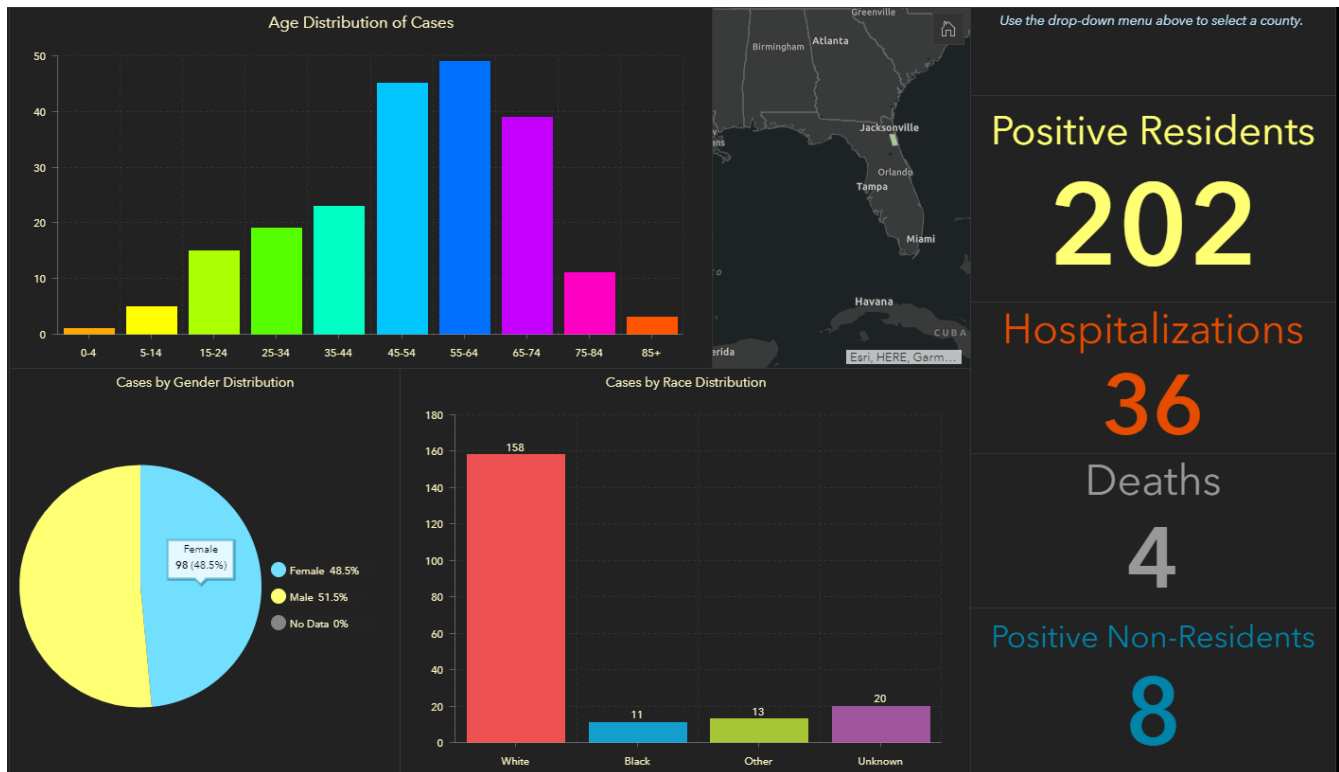 Age Distribution of Cases
50
40
30
20
10
0
0-4 5-14 15-24 25-34 35-44 45-54 55-64 65-74 75-84 85+
Greenville
Birmingham
Atlanta
Jacksonville
Orlando
Tampa
Miami
Havana
CUBA
erida
Esri, HERE, Garm...
Use the drop-down menu above to select a county.
Positive Residents
202
Hospitalizations
36
Deaths
4
Positive Non-Residents
8
Cases by Gender Distribution
Female
98 (48.5%)
Female 48.5%
Male 51.5%
No Data 0%
Cases by Race Distribution
180
160
140
120
100
80
60
40
20
0
158
11
13
20
White Black Other Unknown